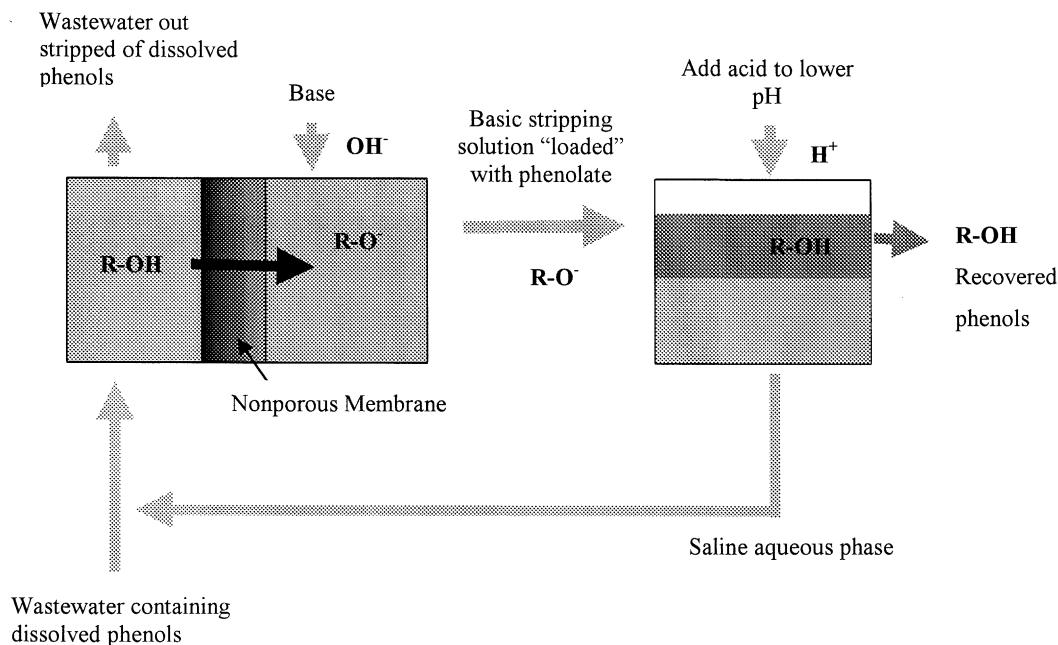 Wastewater out
stripped of dissolved
phenols
Base
OH⁻
Basic stripping
solution “loaded”
with phenolate
Add acid to lower
pH
H⁺
R-OH
R-O⁻
R-O⁻
R-OH
R-OH
Recovered
phenols
Nonporous Membrane
Saline aqueous phase
Wastewater containing
dissolved phenols